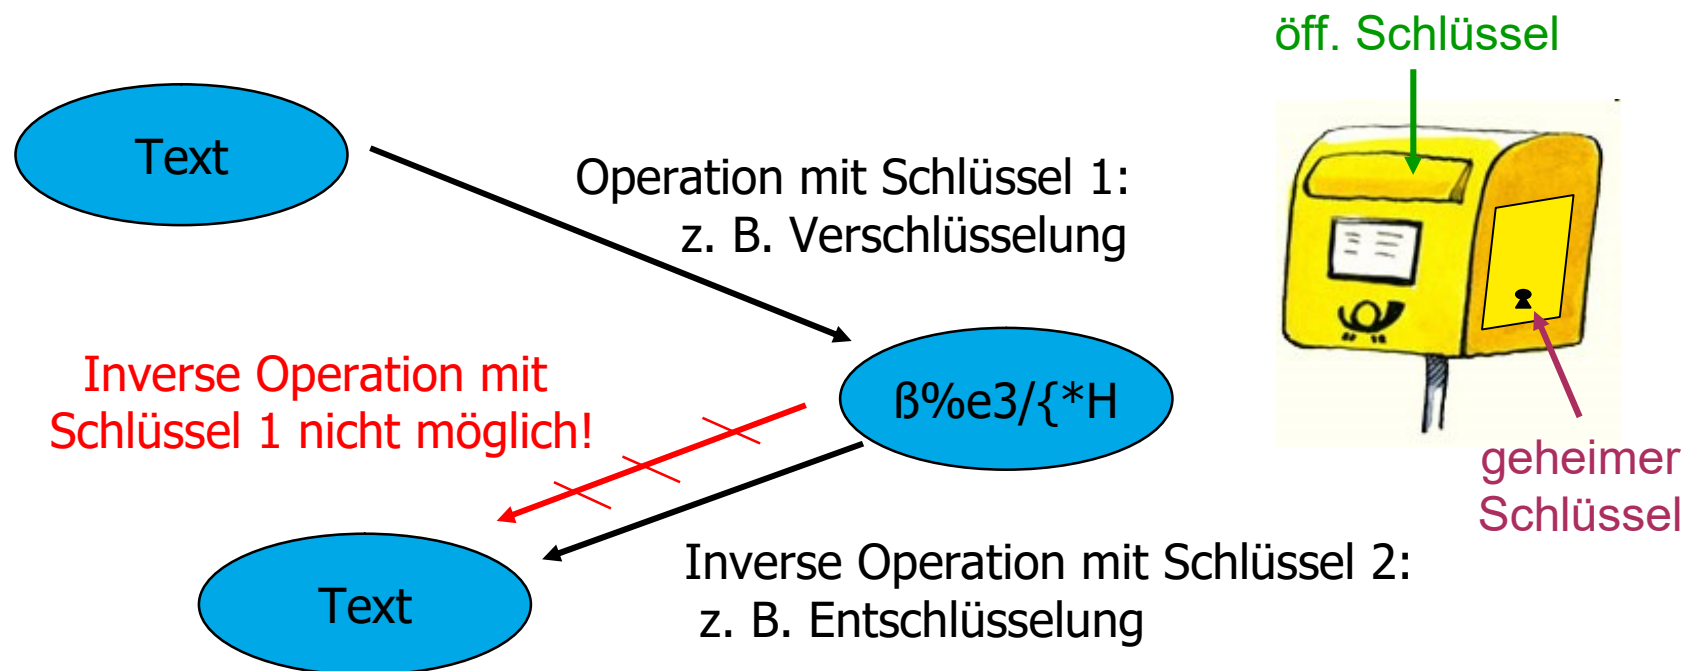 öff. Schlüssel
Text
Operation mit Schlüssel 1:
z. B. Verschlüsselung
Inverse Operation mit
Schlüssel 1 nicht möglich!
ß%e3/{*H
geheimer
Schlüssel
Inverse Operation mit Schlüssel 2:
z. B. Entschlüsselung
Text